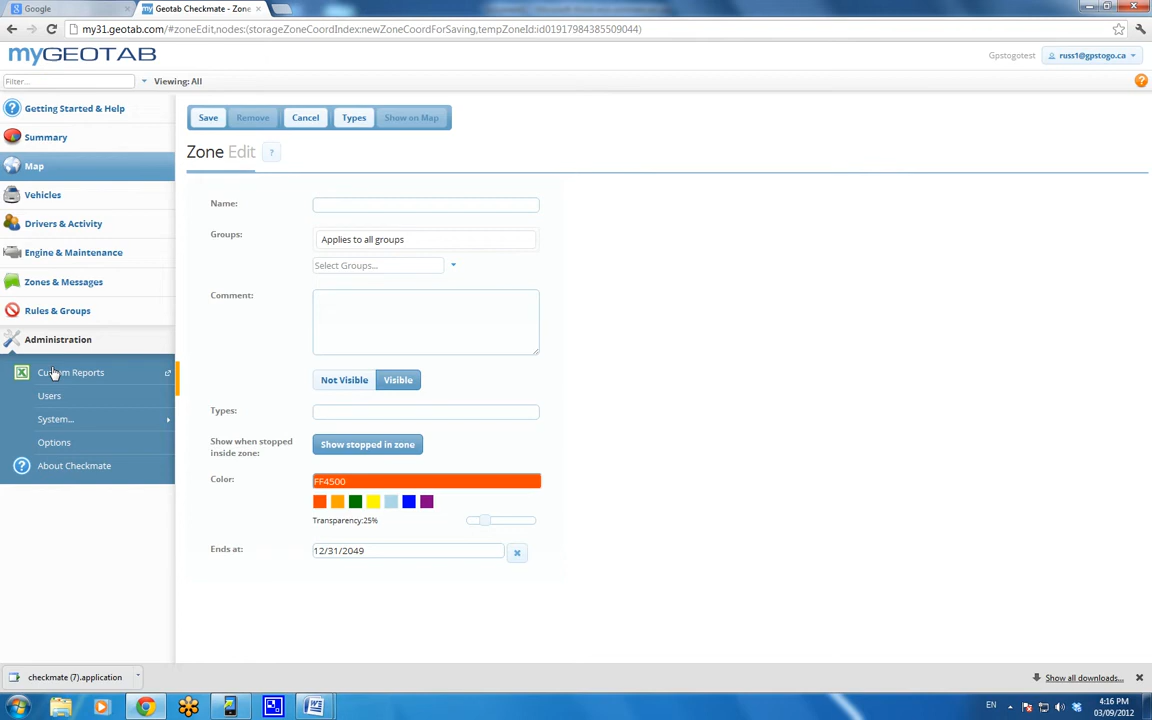 Google
my Geotab Checkmate - Zone
my31.geotab.com/#zoneEdit,nodes:(storageZoneCoordIndex:newZoneCoordForSaving,tempZoneId:id01917984385509044)
myGEOTAB
Gpstogotest
russ1@gpstogo.ca
Filter...
Viewing: All
Getting Started & Help
Summary
Map
Vehicles
Drivers & Activity
Engine & Maintenance
Zones & Messages
Rules & Groups
Administration
Custom Reports
Users
System...
Options
About Checkmate
Save
Remove
Cancel
Types
Show on Map
Zone Edit
?
Name:
Groups:
Applies to all groups
Select Groups...
Comment:
Not Visible
Visible
Types:
Show when stopped
inside zone:
Show stopped in zone
Color:
FF4500
Transparency:25%
Ends at:
12/31/2049
checkmate (7).application
Show all downloads...
EN
4:16 PM
03/09/2012